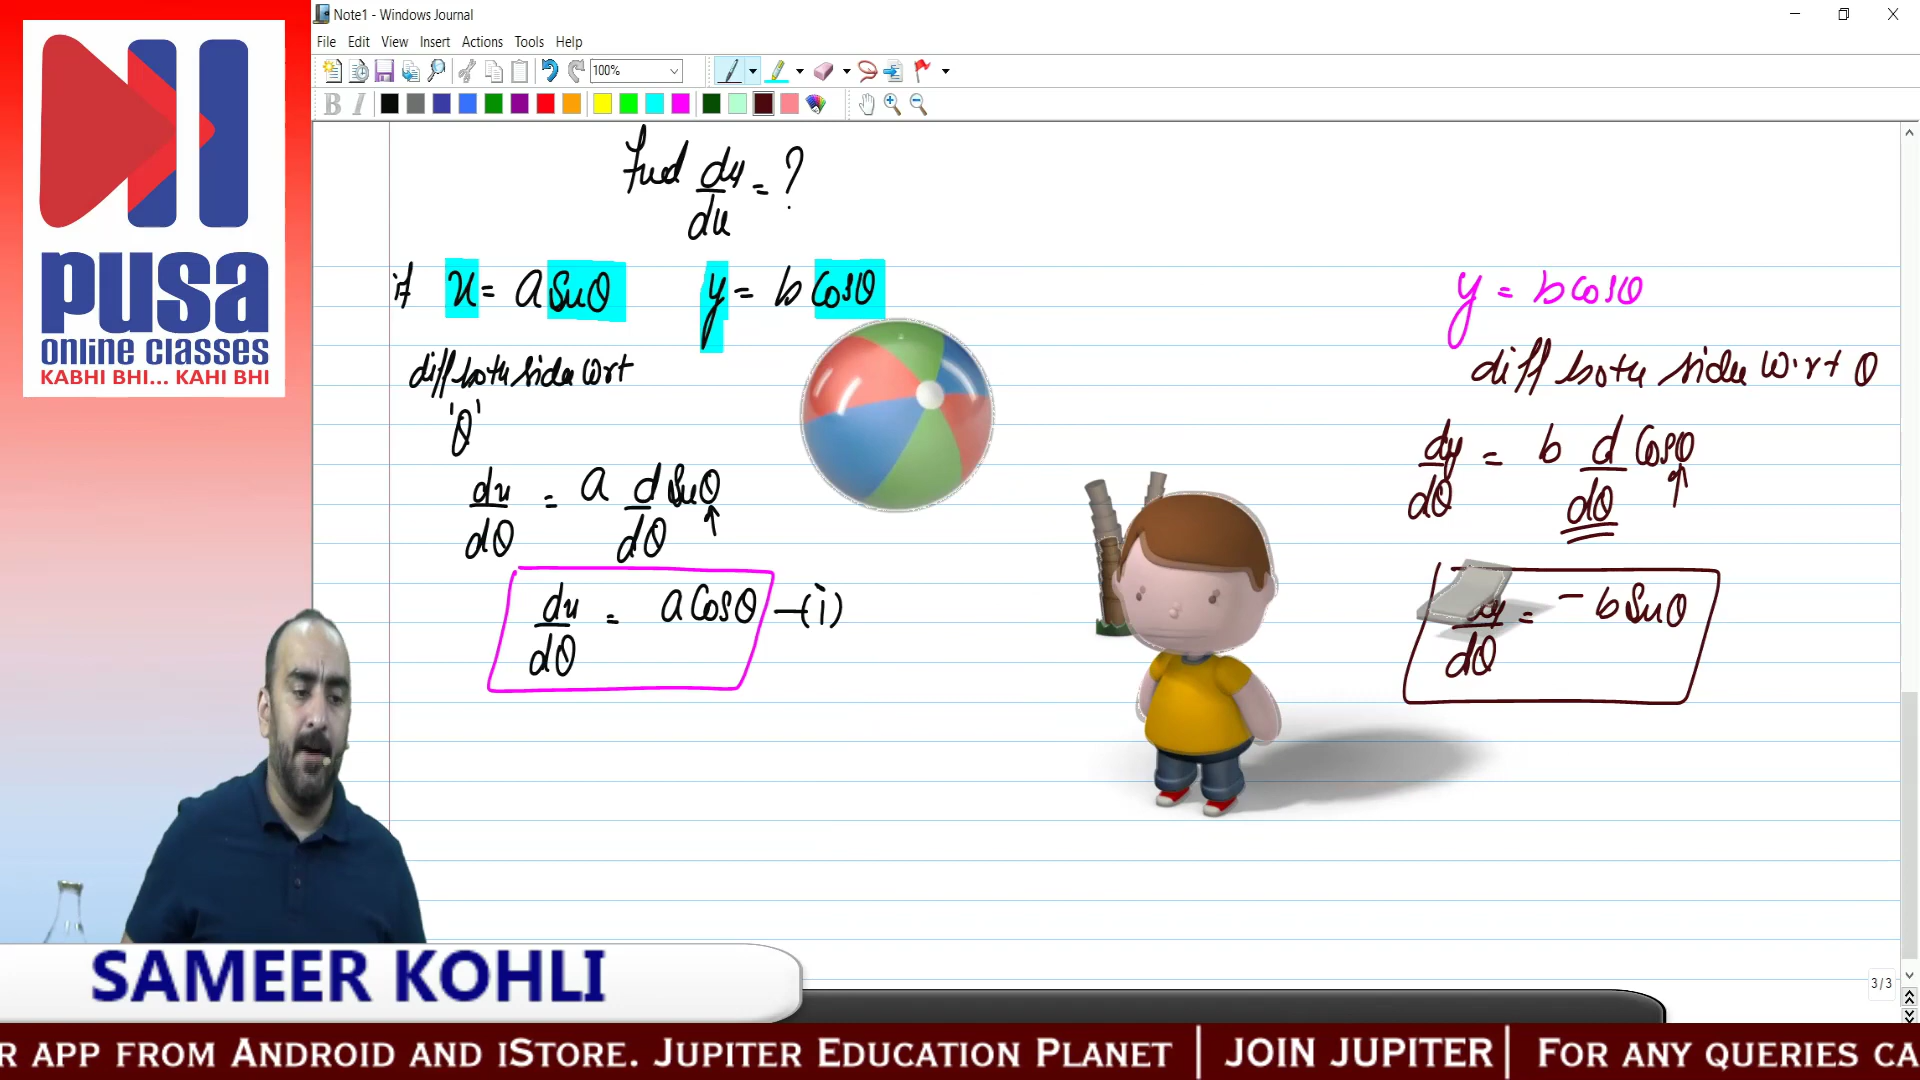 Note1 - Windows Journal
File Edit View Insert Actions Tools Help
100%
B I
PUSA
online classes
KABHI BHI... KAHI BHI
Find dy/dx = ?
if x = a Sinθ y = b Cosθ
diff both side wrt
'θ'
dx/dθ = a d/dθ Sinθ
dx/dθ = a Cosθ —(i)
y = b Cosθ
diff both side w.r.t θ
dy/dθ = b d/dθ Cosθ
dy/dθ = - b Sinθ
3 / 3
SAMEER KOHLI
R APP FROM ANDROID AND ISTORE. JUPITER EDUCATION PLANET | JOIN JUPITER | FOR ANY QUERIES CA